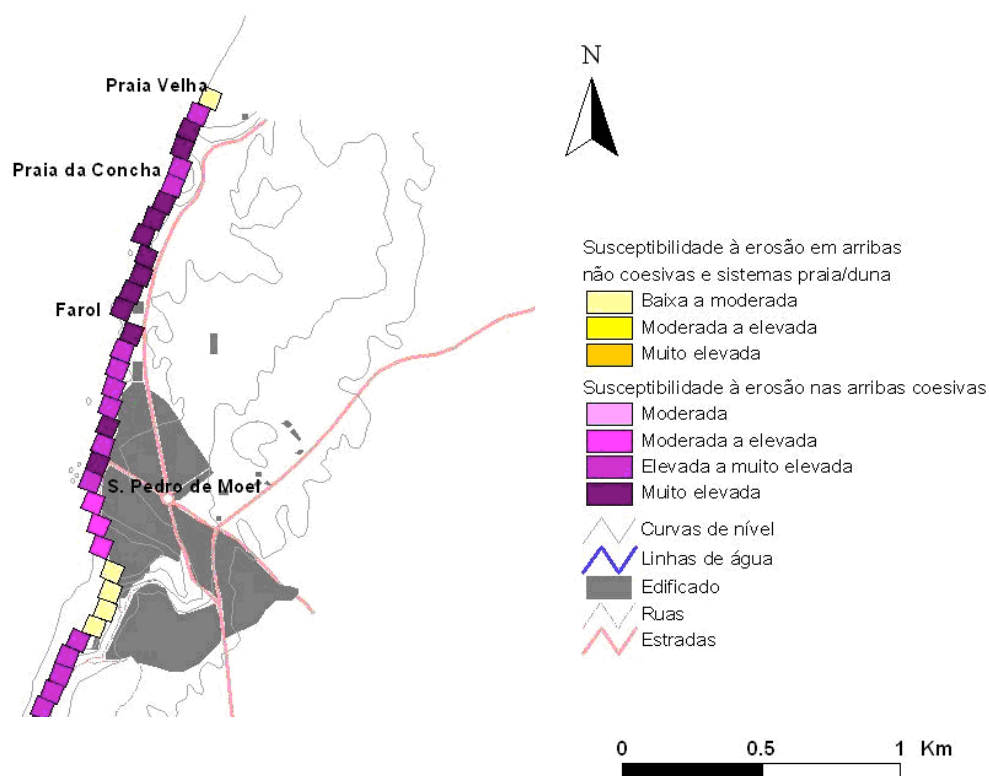 Praia Velha
Praia da Concha
Farol
S. Pedro de Moel
N
Susceptibilidade à erosão em arribas
não coesivas e sistemas praia/duna
Baixa a moderada
Moderada a elevada
Muito elevada
Susceptibilidade à erosão nas arribas coesivas
Moderada
Moderada a elevada
Elevada a muito elevada
Muito elevada
Curvas de nível
Linhas de água
Edificado
Ruas
Estradas
0 0.5 1 Km